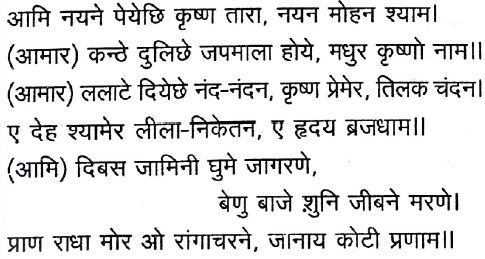 आमि नयने पेयेछि कृष्ण तारा, नयन मोहन श्याम।
(आमार) कन्ठे दुलिछे जपमाला होये, मधुर कृष्णो नाम॥
(आमार) ललाटे दियेछे नंद-नंदन, कृष्ण प्रेमेर, तिलक चंदन।
ए देह श्यामेर लीला-निकेतन, ए हृदय ब्रजधाम॥
(आमि) दिबस जामिनी घुमे जागरणे,
बेणु बाजे शुनि जीबने मरणे।
प्राण राधा मोर ओ रांगाचरने, जानाय कोटी प्रणाम॥